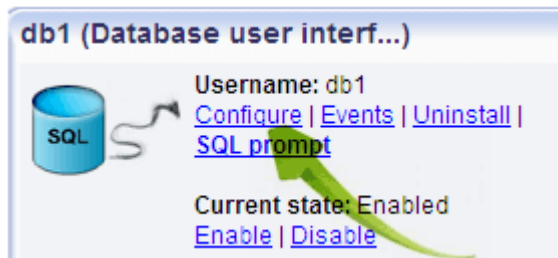 db1 (Database user interf...)
SQL
Username: db1
Configure | Events | Uninstall |
SQL prompt
Current state: Enabled
Enable | Disable